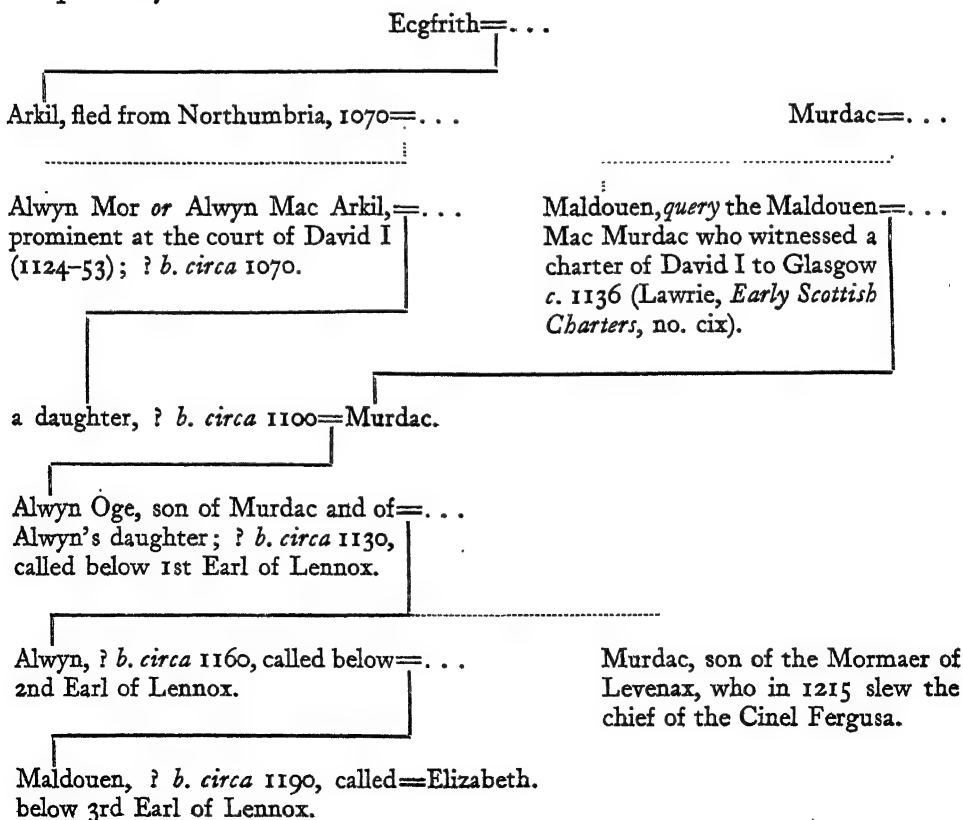 Ecgfrith=. . .
Arkil, fled from Northumbria, 1070=. . .
Murdac=. . .
Alwyn Mor or Alwyn Mac Arkil,=. . .
prominent at the court of David I
(1124–53); ? b. circa 1070.
Maldouen, query the Maldouen=. . .
Mac Murdac who witnessed a
charter of David I to Glasgow
c. 1136 (Lawrie, Early Scottish
Charters, no. cix).
a daughter, ? b. circa 1100=Murdac.
Alwyn Oge, son of Murdac and of=. . .
Alwyn's daughter; ? b. circa 1130,
called below 1st Earl of Lennox.
Alwyn, ? b. circa 1160, called below=. . .
2nd Earl of Lennox.
Murdac, son of the Mormaer of
Levenax, who in 1215 slew the
chief of the Cinel Fergusa.
Maldouen, ? b. circa 1190, called=Elizabeth.
below 3rd Earl of Lennox.